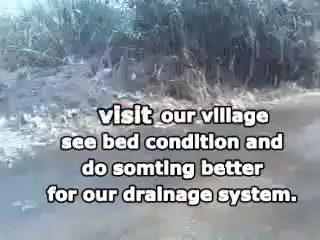 visit our village
see bed condition and
do somting better
for our drainage system.